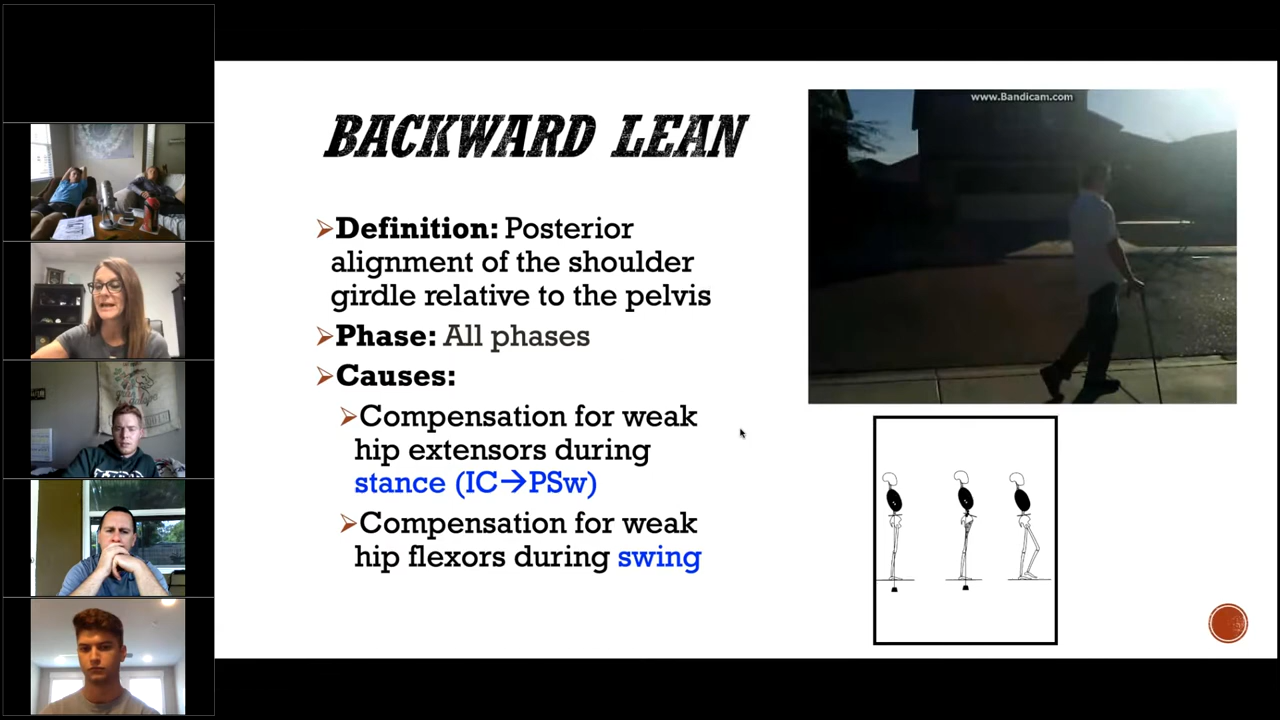 www.Bandicam.com
BACKWARD LEAN
➢Definition: Posterior
alignment of the shoulder
girdle relative to the pelvis
➢Phase: All phases
➢Causes:
➢Compensation for weak
hip extensors during
stance (IC→PSw)
➢Compensation for weak
hip flexors during swing